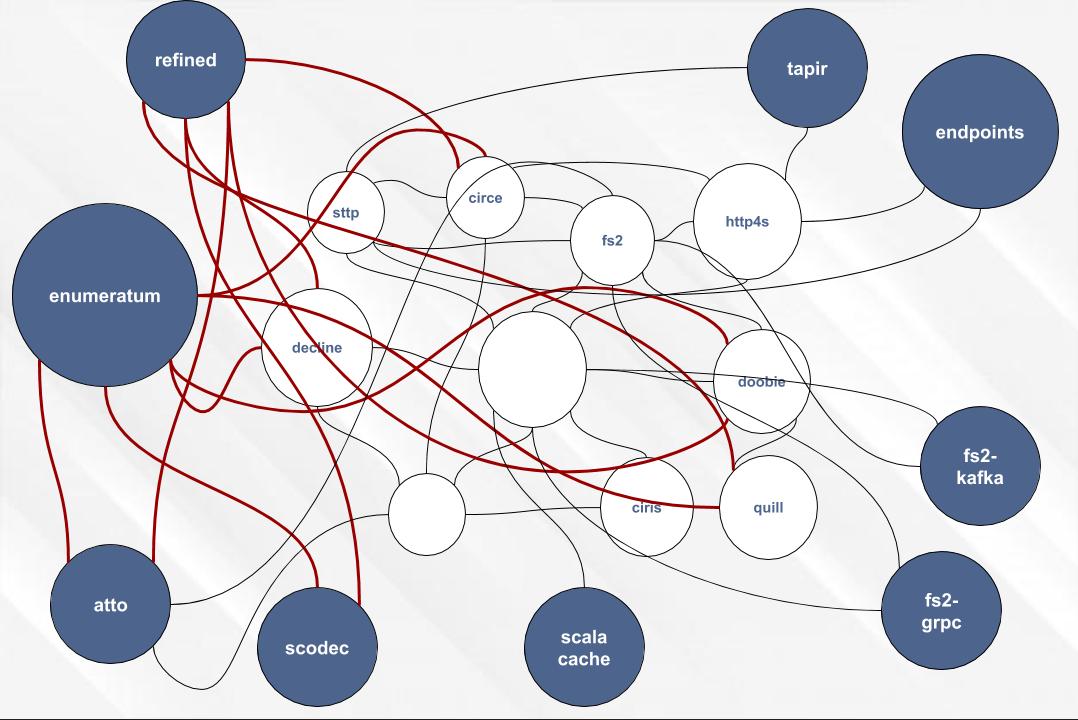 refined
tapir
endpoints
circe
sttp
http4s
fs2
enumeratum
decline
doobie
fs2-
kafka
ciris
quill
atto
fs2-
grpc
scodec
scala
cache